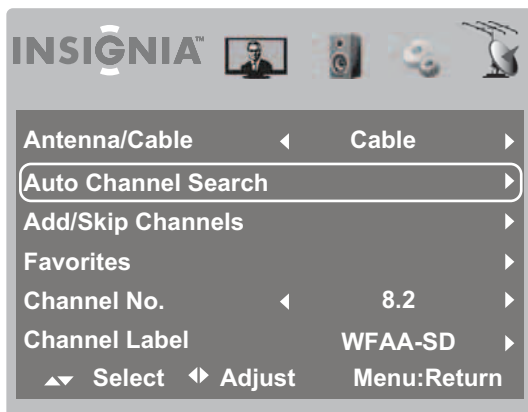 INSIGNIA™
Antenna/Cable Cable
Auto Channel Search
Add/Skip Channels
Favorites
Channel No. 8.2
Channel Label WFAA-SD
Select Adjust Menu:Return